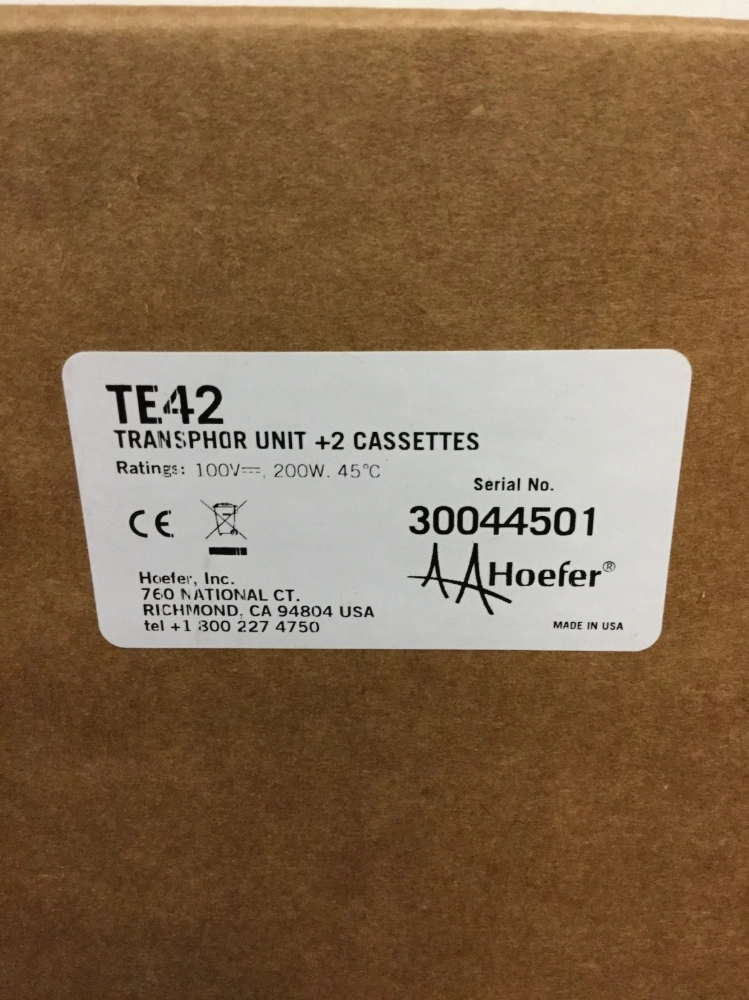 TE42
TRANSPHOR UNIT +2 CASSETTES
Ratings: 100V⎓, 200W. 45°C
Serial No.
30044501
CE
Hoefer®
Hoefer, Inc.
760 NATIONAL CT.
RICHMOND, CA 94804 USA
tel +1 800 227 4750
MADE IN USA